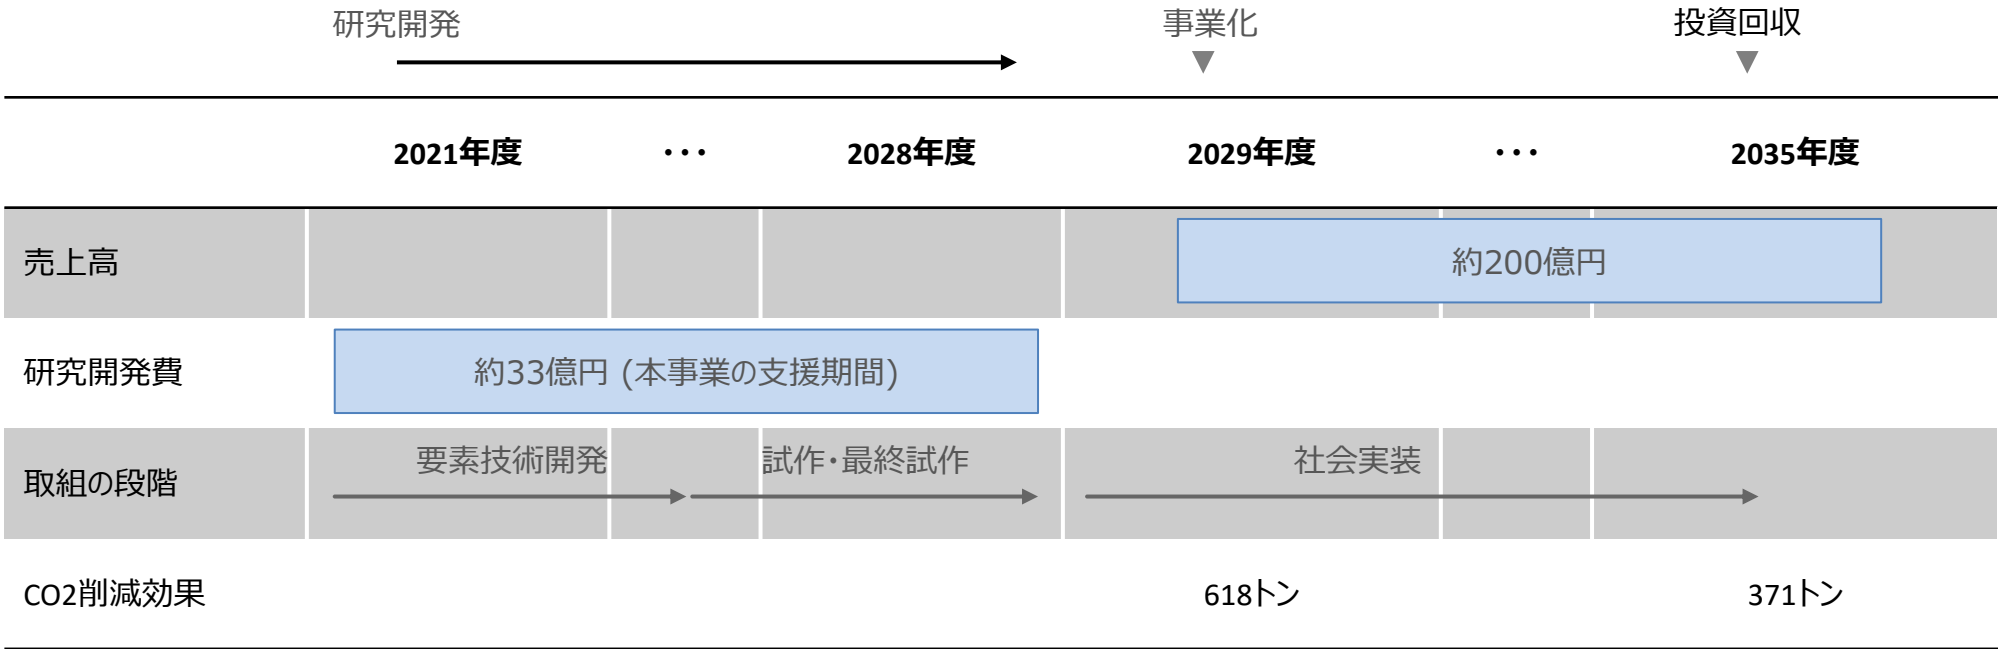 研究開発 事業化 投資回収
2021年度 ・・・ 2028年度 2029年度 ・・・ 2035年度
売上高 約200億円
研究開発費 約33億円 (本事業の支援期間)
取組の段階 要素技術開発 試作・最終試作 社会実装
CO2削減効果 618トン 371トン